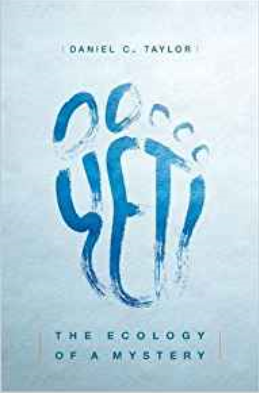 DANIEL C. TAYLOR
YETI
THE ECOLOGY
OF A MYSTERY